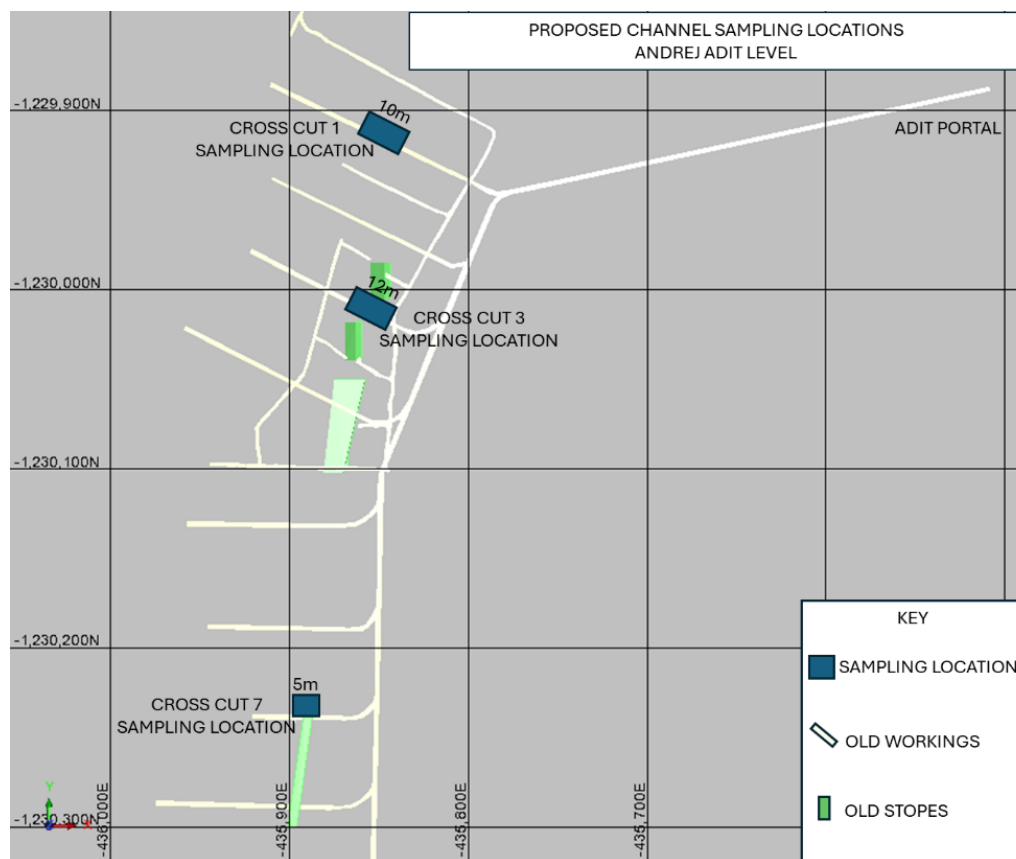 PROPOSED CHANNEL SAMPLING LOCATIONS
ANDREJ ADIT LEVEL
-1,229,900N
10m
CROSS CUT 1
SAMPLING LOCATION
ADIT PORTAL
-1,230,000N
12m
CROSS CUT 3
SAMPLING LOCATION
-1,230,100N
-1,230,200N
KEY
SAMPLING LOCATION
5m
CROSS CUT 7
SAMPLING LOCATION
OLD WORKINGS
OLD STOPES
Y
X
-1,230,300N
-436,000E
-435,900E
-435,800E
-435,700E